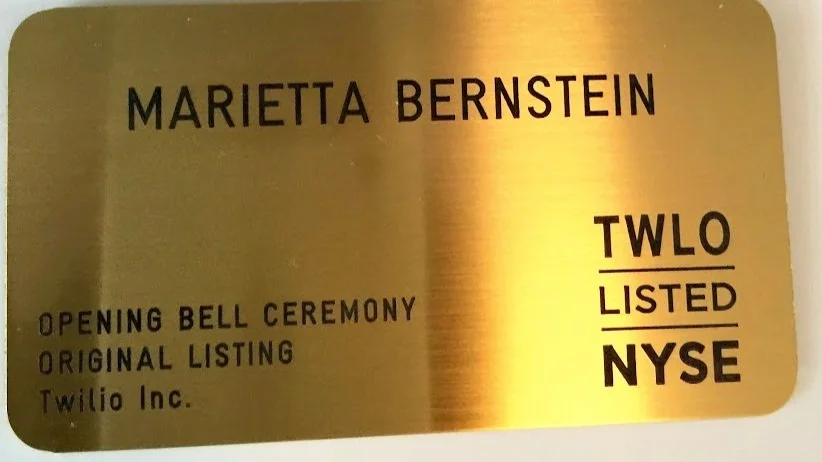 MARIETTA BERNSTEIN
TWLO
LISTED
NYSE
OPENING BELL CEREMONY
ORIGINAL LISTING
Twilio Inc.